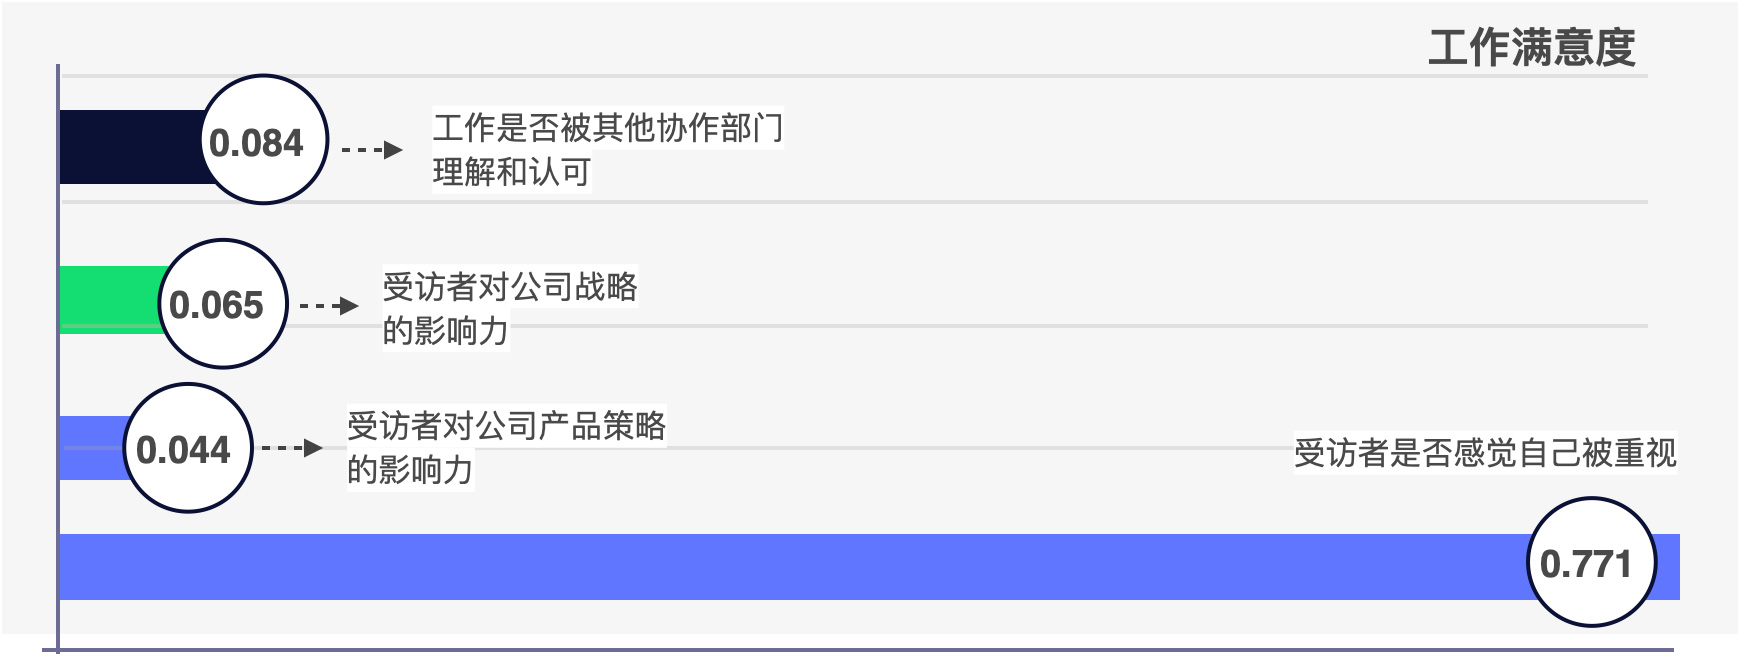 工作满意度
0.084
工作是否被其他协作部门
理解和认可
0.065
受访者对公司战略
的影响力
0.044
受访者对公司产品策略
的影响力
受访者是否感觉自己被重视
0.771